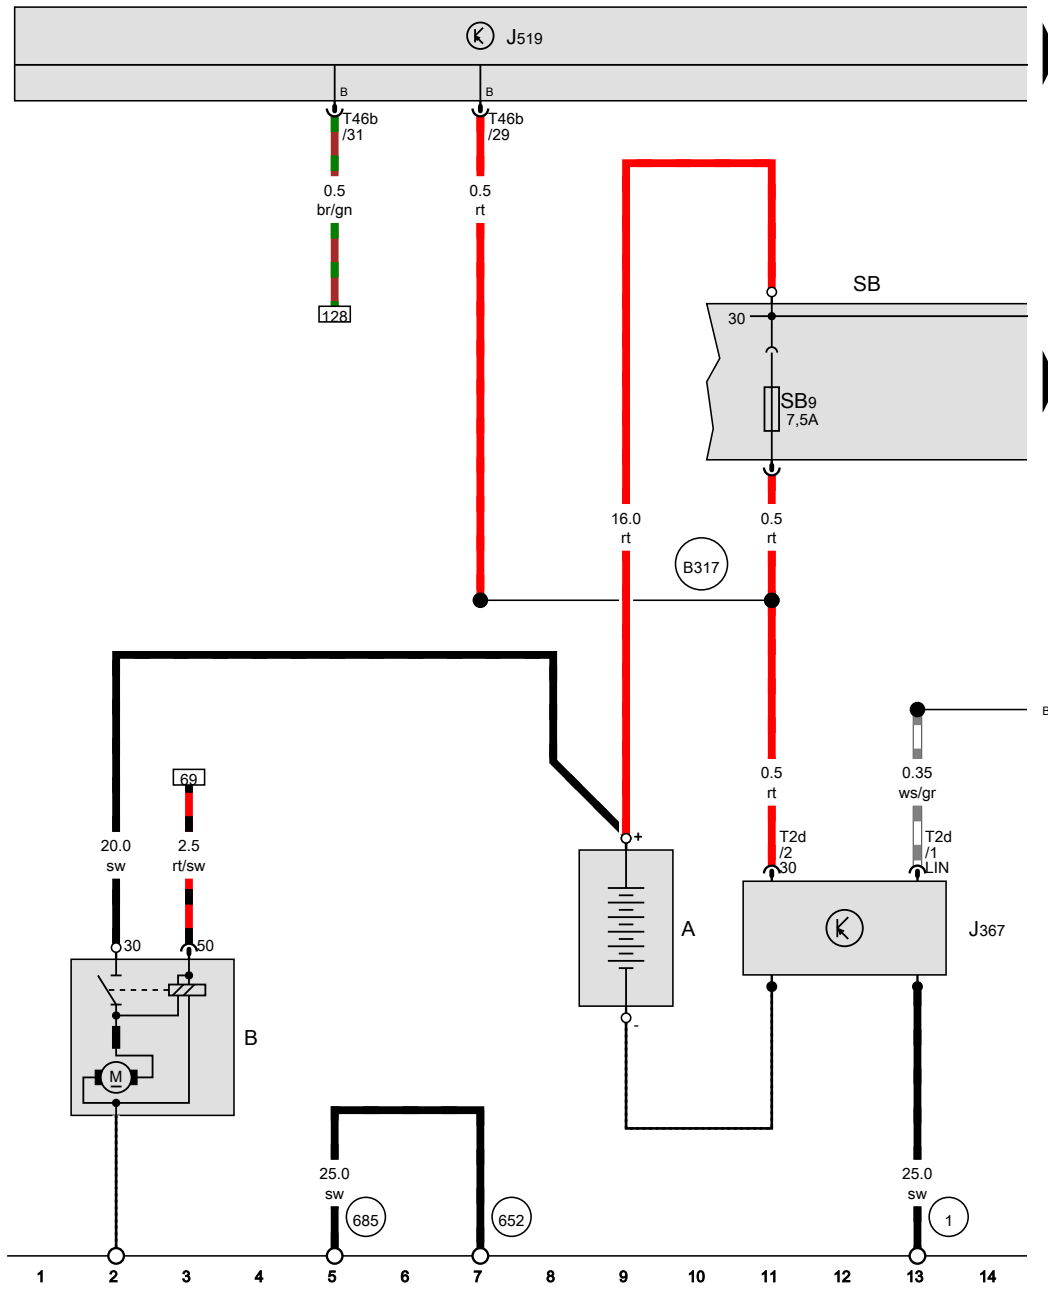 J519
B
B
T46b
/31
T46b
/29
0.5
br/gn
0.5
rt
128
SB
30
SB9
7,5A
16.0
rt
0.5
rt
B317
B
69
0.5
rt
0.35
ws/gr
20.0
sw
2.5
rt/sw
+
T2d
/2
30
T2d
/1
LIN
30
50
A
J367
-
B
M
25.0
sw
685
652
25.0
sw
1
1 2 3 4 5 6 7 8 9 10 11 12 13 14